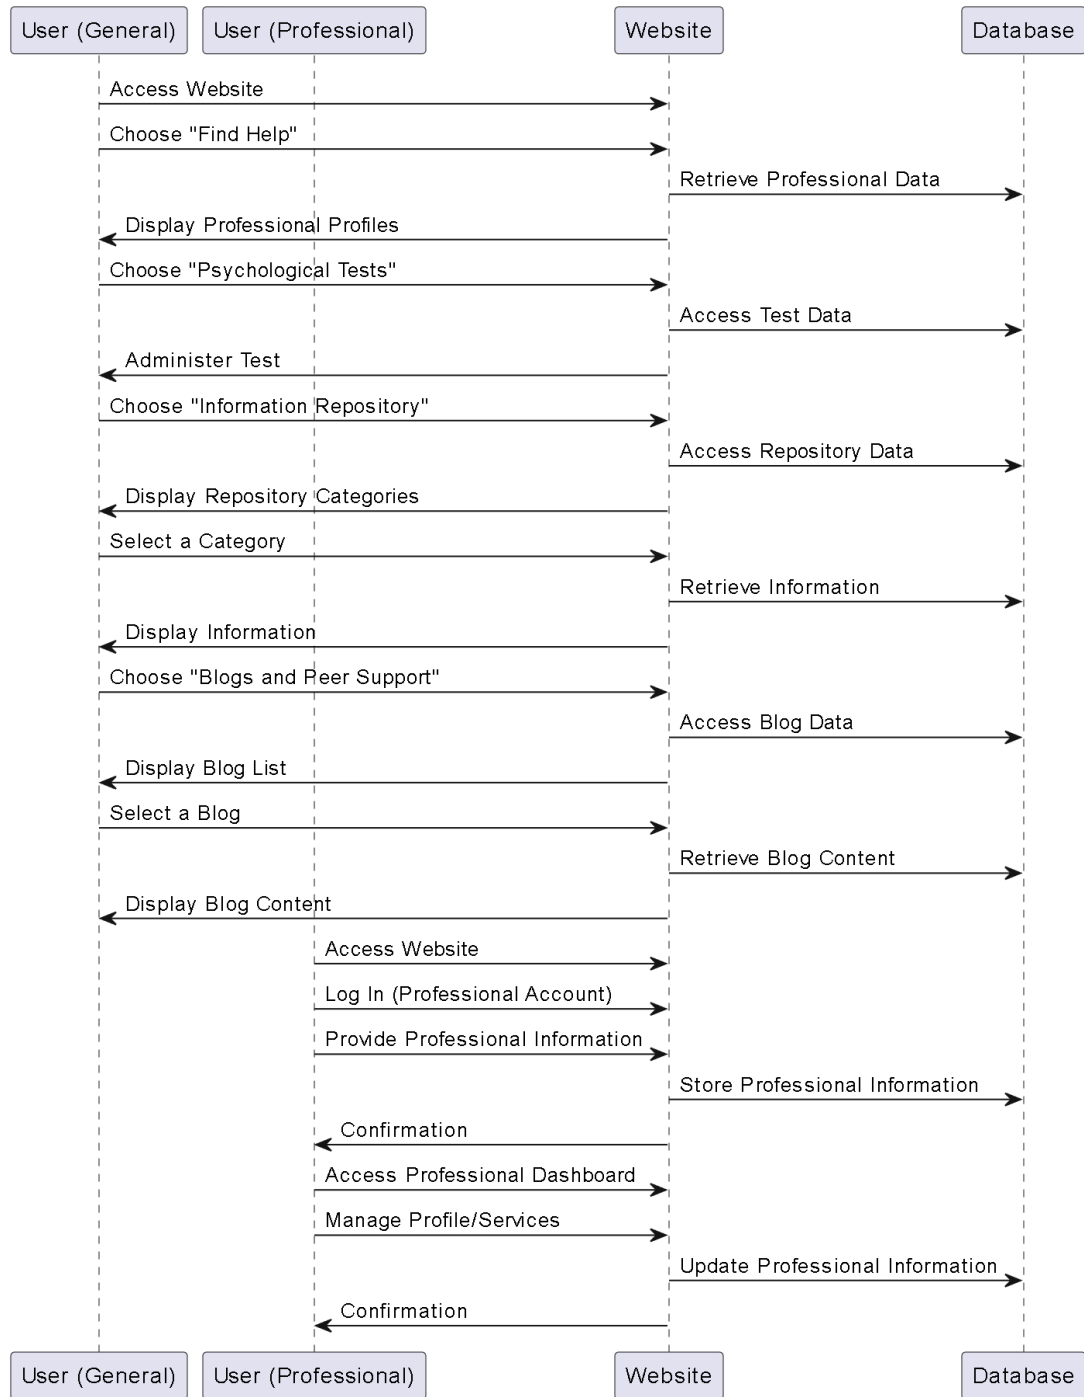 User (General) User (Professional) Website Database
Access Website
Choose "Find Help"
Retrieve Professional Data
Display Professional Profiles
Choose "Psychological Tests"
Access Test Data
Administer Test
Choose "Information Repository"
Access Repository Data
Display Repository Categories
Select a Category
Retrieve Information
Display Information
Choose "Blogs and Peer Support"
Access Blog Data
Display Blog List
Select a Blog
Retrieve Blog Content
Display Blog Content
Access Website
Log In (Professional Account)
Provide Professional Information
Store Professional Information
Confirmation
Access Professional Dashboard
Manage Profile/Services
Update Professional Information
Confirmation
User (General) User (Professional) Website Database